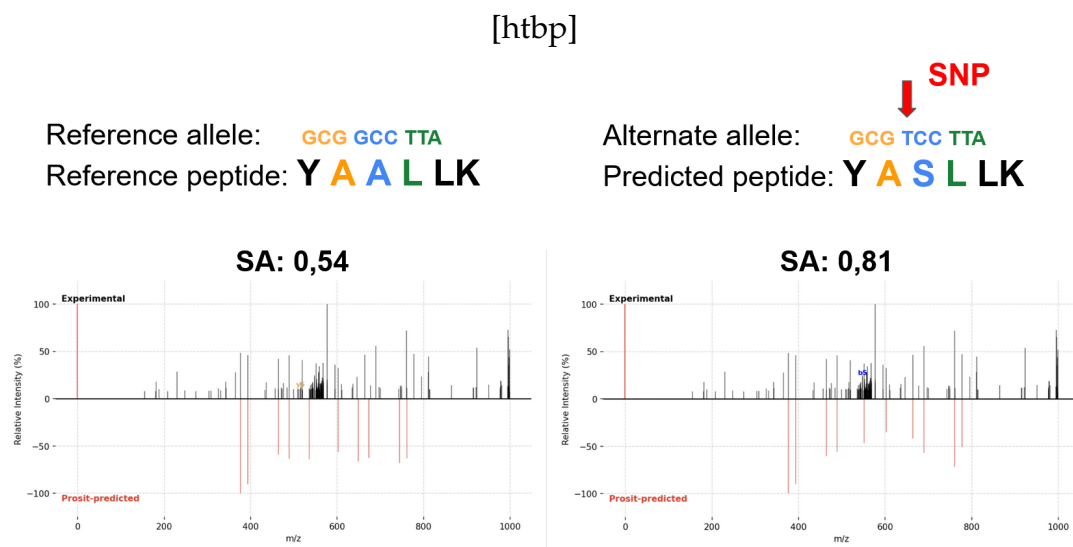 [htbp]
SNP
Reference allele: GCG GCC TTA
Reference peptide: Y A A L LK
Alternate allele: GCG TCC TTA
Predicted peptide: Y A S L LK
SA: 0,54
Experimental
100
50
0
−50
−100
Relative Intensity (%)
y5
Prosit-predicted
0 200 400 600 800 1000
m/z
SA: 0,81
Experimental
100
50
0
−50
−100
Relative Intensity (%)
b5
Prosit-predicted
0 200 400 600 800 1000
m/z